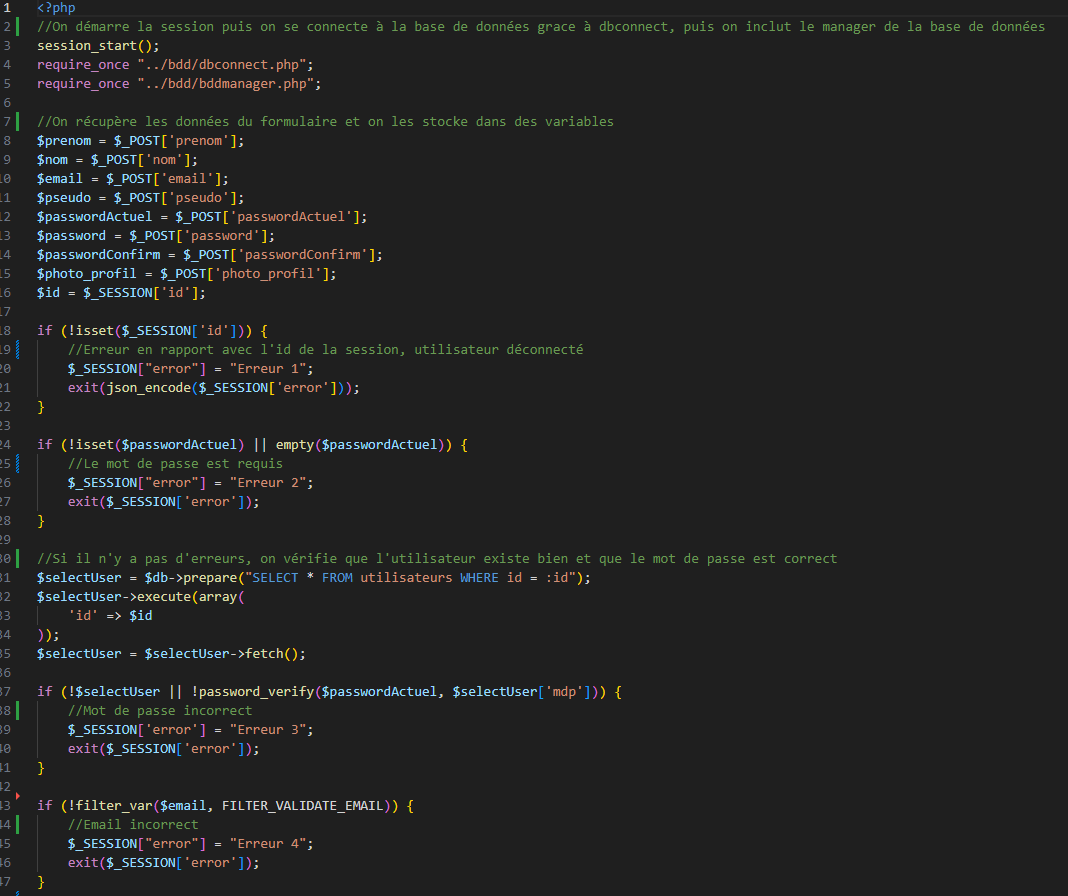 1 <?php
2 //On démarre la session puis on se connecte à la base de données grace à dbconnect, puis on inclut le manager de la base de données
3 session_start();
4 require_once "../bdd/dbconnect.php";
5 require_once "../bdd/bddmanager.php";
6
7 //On récupère les données du formulaire et on les stocke dans des variables
8 $prenom = $_POST['prenom'];
9 $nom = $_POST['nom'];
10 $email = $_POST['email'];
11 $pseudo = $_POST['pseudo'];
12 $passwordActuel = $_POST['passwordActuel'];
13 $password = $_POST['password'];
14 $passwordConfirm = $_POST['passwordConfirm'];
15 $photo_profil = $_POST['photo_profil'];
16 $id = $_SESSION['id'];
17
18 if (!isset($_SESSION['id'])) {
19     //Erreur en rapport avec l'id de la session, utilisateur déconnecté
20     $_SESSION["error"] = "Erreur 1";
21     exit(json_encode($_SESSION['error']));
22 }
23
24 if (!isset($passwordActuel) || empty($passwordActuel)) {
25     //Le mot de passe est requis
26     $_SESSION["error"] = "Erreur 2";
27     exit($_SESSION['error']);
28 }
29
30 //Si il n'y a pas d'erreurs, on vérifie que l'utilisateur existe bien et que le mot de passe est correct
31 $selectUser = $db->prepare("SELECT * FROM utilisateurs WHERE id = :id");
32 $selectUser->execute(array(
33     'id' => $id
34 ));
35 $selectUser = $selectUser->fetch();
36
37 if (!$selectUser || !password_verify($passwordActuel, $selectUser['mdp'])) {
38     //Mot de passe incorrect
39     $_SESSION['error'] = "Erreur 3";
40     exit($_SESSION['error']);
41 }
42
43 if (!filter_var($email, FILTER_VALIDATE_EMAIL)) {
44     //Email incorrect
45     $_SESSION["error"] = "Erreur 4";
46     exit($_SESSION['error']);
47 }